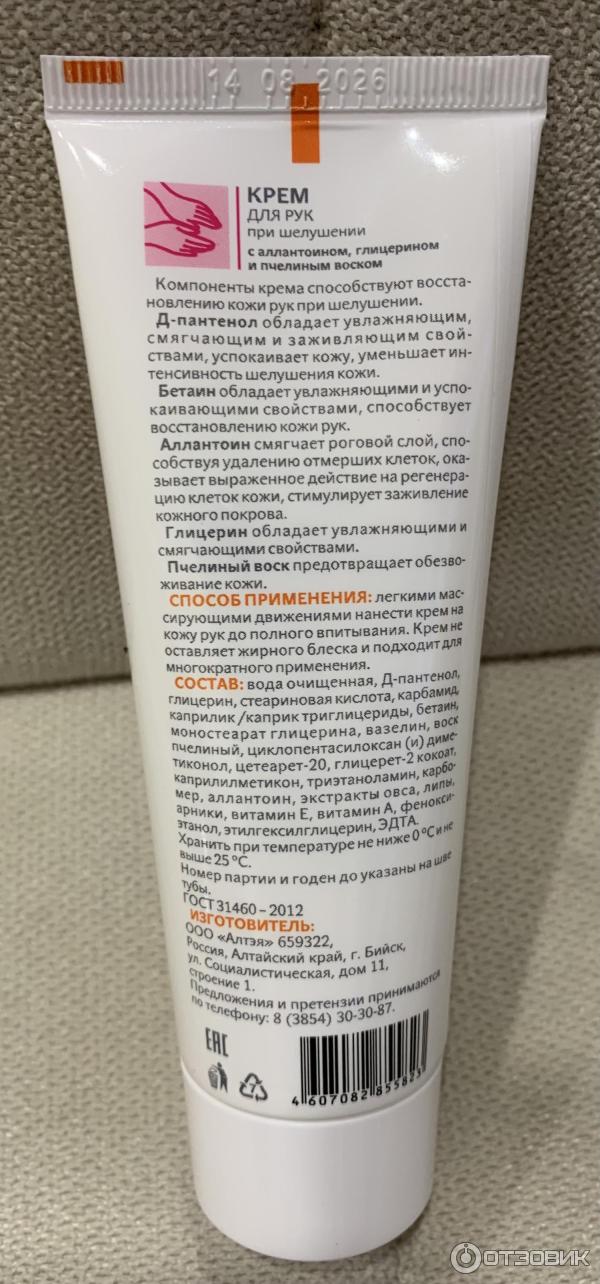 14 08 2026
КРЕМ
ДЛЯ РУК
при шелушении
с аллантоином, глицерином
и пчелиным воском
Компоненты крема способствуют восста-
новлению кожи рук при шелушении.
Д-пантенол обладает увлажняющим,
смягчающим и заживляющим свой-
ствами, успокаивает кожу, уменьшает ин-
тенсивность шелушения кожи.
Бетаин обладает увлажняющими и успо-
каивающими свойствами, способствует
восстановлению кожи рук.
Аллантоин смягчает роговой слой, спо-
собствуя удалению отмерших клеток, ока-
зывает выраженное действие на регенера-
цию клеток кожи, стимулирует заживление
кожного покрова.
Глицерин обладает увлажняющими и
смягчающими свойствами.
Пчелиный воск предотвращает обезво-
живание кожи.
СПОСОБ ПРИМЕНЕНИЯ: легкими мас-
сирующими движениями нанести крем на
кожу рук до полного впитывания. Крем не
оставляет жирного блеска и подходит для
многократного применения.
СОСТАВ: вода очищенная, Д-пантенол,
глицерин, стеариновая кислота, карбамид,
каприлик/каприк триглицериды, бетаин,
моностеарат глицерина, вазелин, воск
пчелиный, циклопентасилоксан (и) диме-
тиконол, цетеарет-20, глицерет-2 кокоат,
каприлилметикон, триэтаноламин, карбо-
мер, аллантоин, экстракты овса, липы,
арники, витамин Е, витамин А, фенокси-
этанол, этилгексилглицерин, ЭДТА.
Хранить при температуре не ниже 0 °С и не
выше 25 °С.
Номер партии и годен до указаны на шве
тубы.
ГОСТ 31460 – 2012
ИЗГОТОВИТЕЛЬ:
ООО «Алтэя» 659322,
Россия, Алтайский край, г. Бийск,
ул. Социалистическая, дом 11,
строение 1.
Предложения и претензии принимаются
по телефону: 8 (3854) 30-30-87.
EAC
7
4 607082 855823
ОТЗОВИК